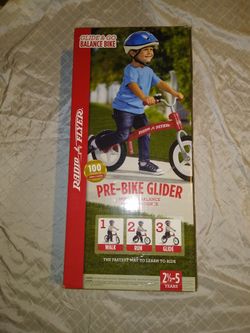 GLIDE & GO
BALANCE BIKE
RADIO FLYER
RADIO FLYER
100
PRE-BIKE GLIDER
BALANCE
1
2
3
WALK
RUN
GLIDE
THE FASTEST WAY TO LEARN TO RIDE
2½-5
YEARS